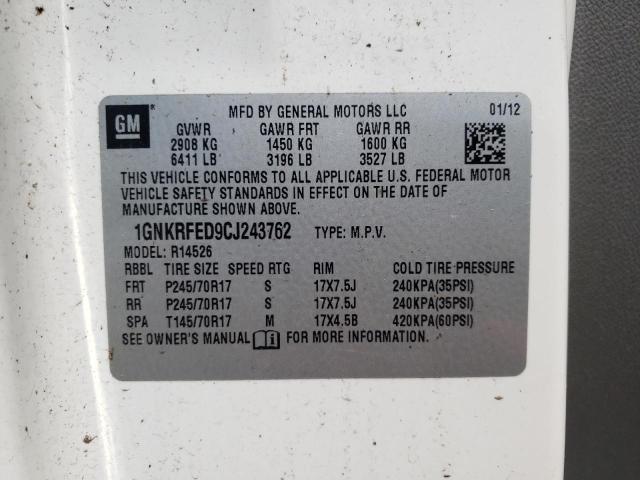 GM ® MFD BY GENERAL MOTORS LLC 01/12
GVWR GAWR FRT GAWR RR
2908 KG 1450 KG 1600 KG
6411 LB 3196 LB 3527 LB
THIS VEHICLE CONFORMS TO ALL APPLICABLE U.S. FEDERAL MOTOR
VEHICLE SAFETY STANDARDS IN EFFECT ON THE DATE OF
MANUFACTURE SHOWN ABOVE.
1GNKRFED9CJ243762 TYPE: M.P.V.
MODEL: R14526
RBBL TIRE SIZE SPEED RTG RIM COLD TIRE PRESSURE
FRT P245/70R17 S 17X7.5J 240KPA(35PSI)
RR P245/70R17 S 17X7.5J 240KPA(35PSI)
SPA T145/70R17 M 17X4.5B 420KPA(60PSI)
SEE OWNER'S MANUAL i FOR MORE INFORMATION.